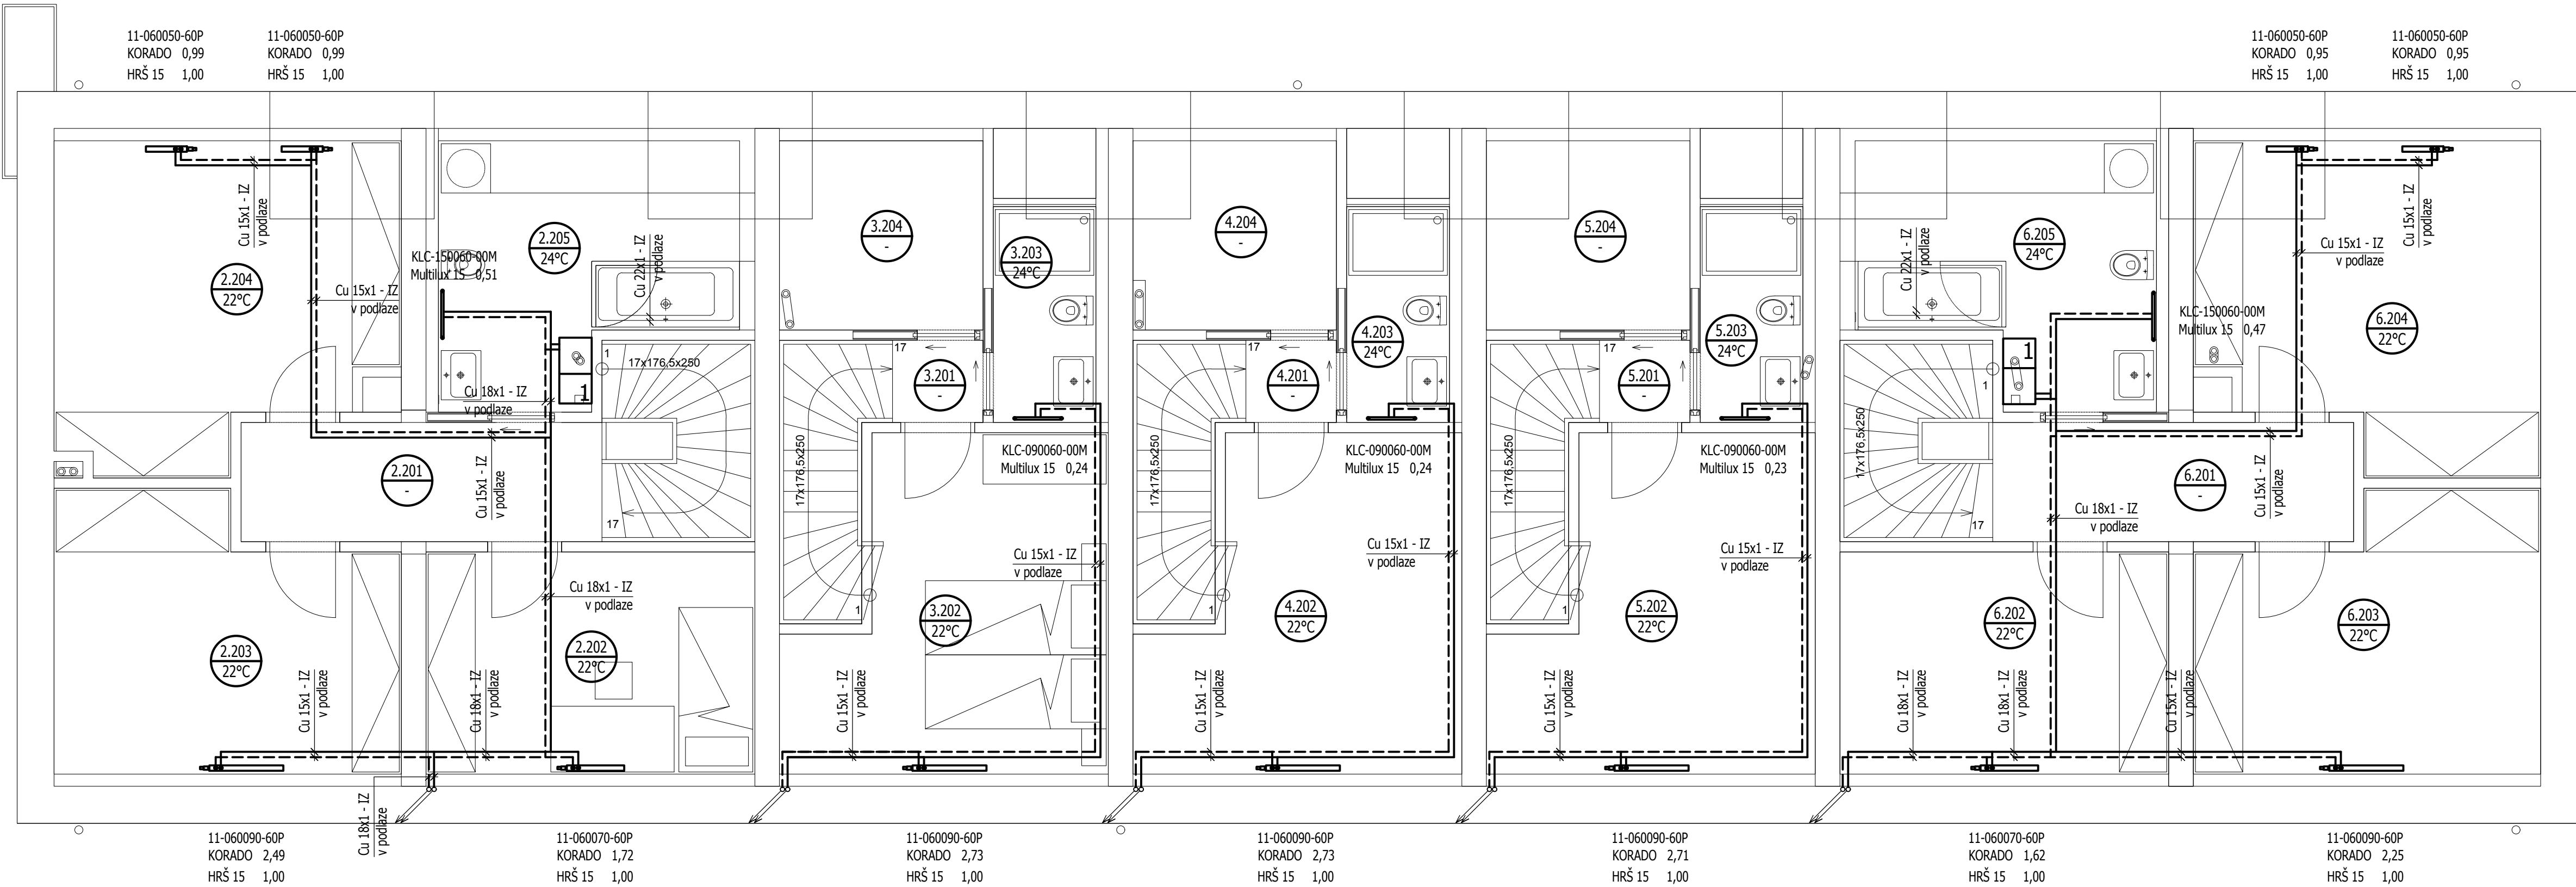 11-060050-60P
KORADO 0,99
HRŠ 15 1,00
11-060050-60P
KORADO 0,99
HRŠ 15 1,00
11-060050-60P
KORADO 0,95
HRŠ 15 1,00
11-060050-60P
KORADO 0,95
HRŠ 15 1,00
Cu 15x1 - IZ
v podlaze
2.204
22°C
Cu 15x1 - IZ
v podlaze
KLC-150060-00M
Multilux 15 0,51
2.205
24°C
Cu 22x1 - IZ
v podlaze
1
1
17x176,5x250
Cu 18x1 - IZ
v podlaze
Cu 15x1 - IZ
v podlaze
2.201
-
17
3.204
-
3.203
24°C
17
3.201
-
17x176,5x250
KLC-090060-00M
Multilux 15 0,24
4.204
-
4.203
24°C
17
4.201
-
17x176,5x250
KLC-090060-00M
Multilux 15 0,24
5.204
-
5.203
24°C
17
5.201
-
17x176,5x250
KLC-090060-00M
Multilux 15 0,23
Cu 22x1 - IZ
v podlaze
6.205
24°C
KLC-150060-00M
Multilux 15 0,47
1
1
17x176,5x250
17
Cu 15x1 - IZ
v podlaze
Cu 15x1 - IZ
v podlaze
6.204
22°C
6.201
-
Cu 15x1 - IZ
v podlaze
Cu 18x1 - IZ
v podlaze
2.203
22°C
Cu 15x1 - IZ
v podlaze
Cu 18x1 - IZ
v podlaze
Cu 18x1 - IZ
v podlaze
2.202
22°C
Cu 18x1 - IZ
v podlaze
1
3.202
22°C
Cu 15x1 - IZ
v podlaze
Cu 15x1 - IZ
v podlaze
1
4.202
22°C
Cu 15x1 - IZ
v podlaze
Cu 15x1 - IZ
v podlaze
1
5.202
22°C
Cu 15x1 - IZ
v podlaze
Cu 15x1 - IZ
v podlaze
6.202
22°C
Cu 18x1 - IZ
v podlaze
Cu 18x1 - IZ
v podlaze
Cu 15x1 - IZ
v podlaze
6.203
22°C
11-060090-60P
KORADO 2,49
HRŠ 15 1,00
11-060070-60P
KORADO 1,72
HRŠ 15 1,00
11-060090-60P
KORADO 2,73
HRŠ 15 1,00
11-060090-60P
KORADO 2,73
HRŠ 15 1,00
11-060090-60P
KORADO 2,71
HRŠ 15 1,00
11-060070-60P
KORADO 1,62
HRŠ 15 1,00
11-060090-60P
KORADO 2,25
HRŠ 15 1,00